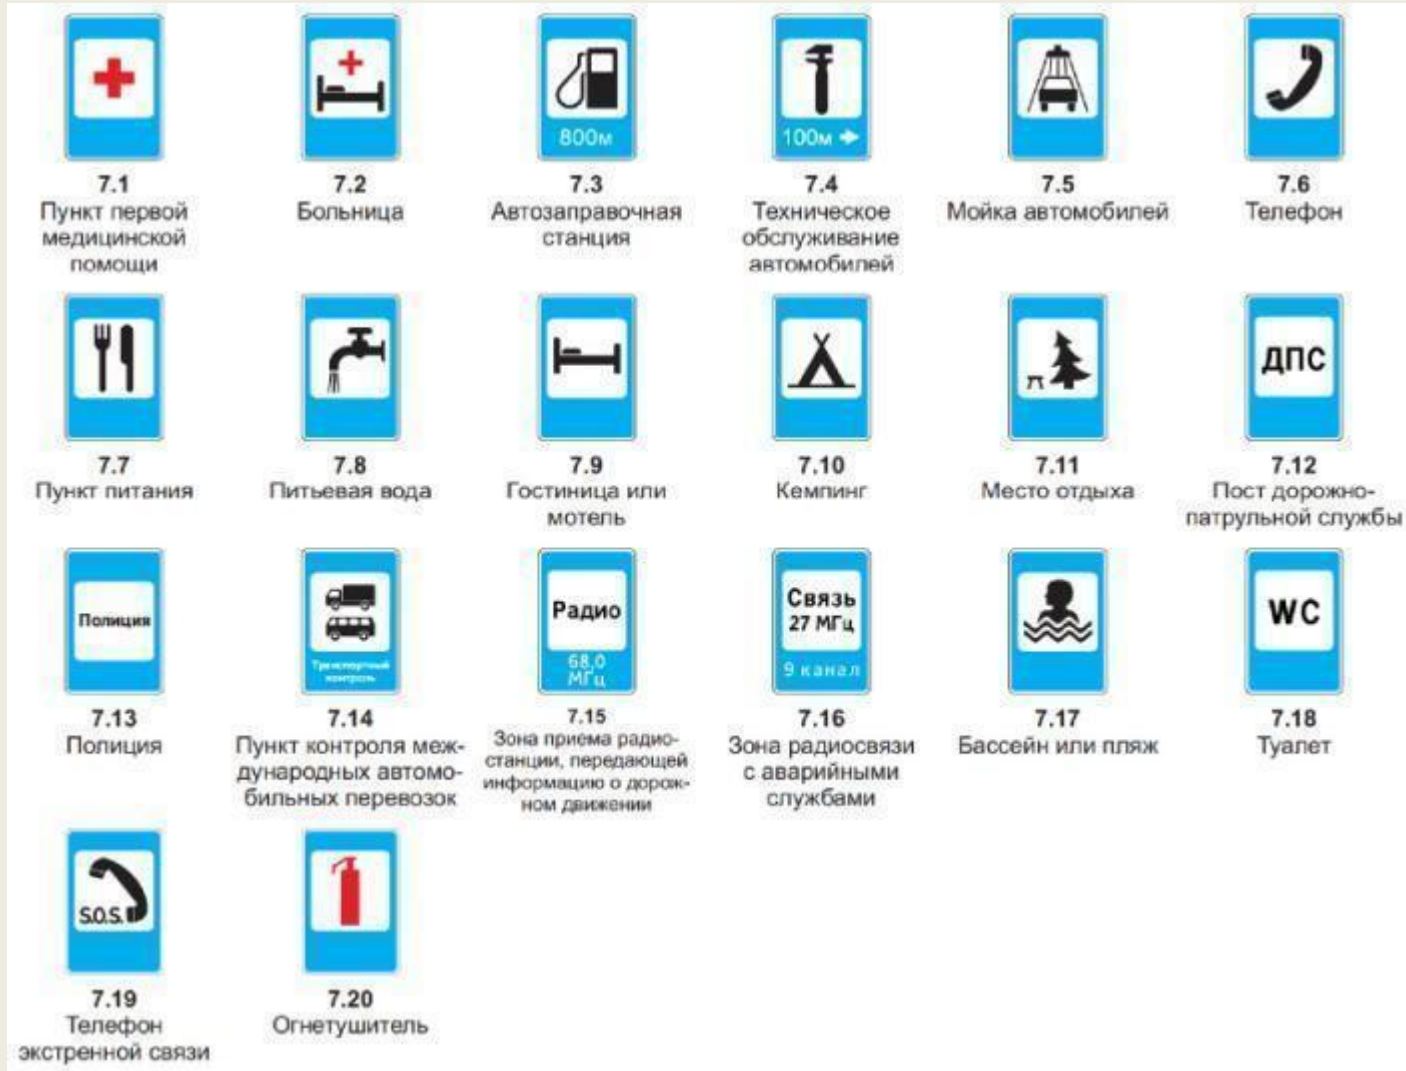 800м
100м
7.1
Пункт первой
медицинской
помощи
7.2
Больница
7.3
Автозаправочная
станция
7.4
Техническое
обслуживание
автомобилей
7.5
Мойка автомобилей
7.6
Телефон
ДПС
7.7
Пункт питания
7.8
Питьевая вода
7.9
Гостиница или
мотель
7.10
Кемпинг
7.11
Место отдыха
7.12
Пост дорожно-
патрульной службы
Полиция
Транспортный
контроль
Радио
68,0
МГц
Связь
27 МГц
9 канал
WC
7.13
Полиция
7.14
Пункт контроля меж-
дународных автомо-
бильных перевозок
7.15
Зона приема радио-
станции, передающей
информацию о дорож-
ном движении
7.16
Зона радиосвязи
с аварийными
службами
7.17
Бассейн или пляж
7.18
Туалет
S.O.S.
7.19
Телефон
экстренной связи
7.20
Огнетушитель